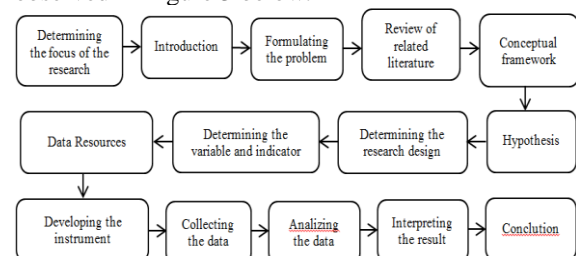 Determining
the focus of the
research
Introduction
Formulating
the problem
Review of
related
literature
Conceptual
framework
Hypothesis
Determining the
research design
Determining the
variable and indicator
Data Resources
Developing the
instrument
Collecting
the data
Analizing
the data
Interpreting
the result
Conclution